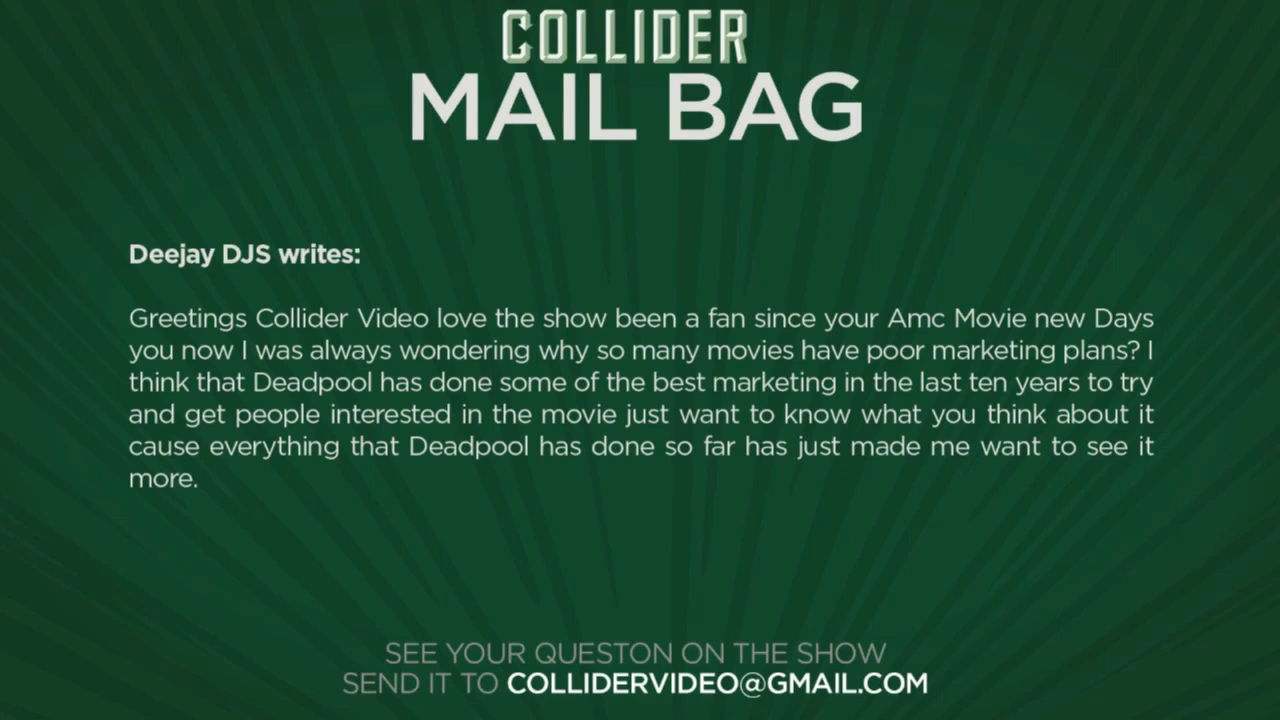 COLLIDER
MAIL BAG
Deejay DJS writes:
Greetings Collider Video love the show been a fan since your Amc Movie new Days
you now I was always wondering why so many movies have poor marketing plans? I
think that Deadpool has done some of the best marketing in the last ten years to try
and get people interested in the movie just want to know what you think about it
cause everything that Deadpool has done so far has just made me want to see it
more.
SEE YOUR QUESTON ON THE SHOW
SEND IT TO COLLIDERVIDEO@GMAIL.COM